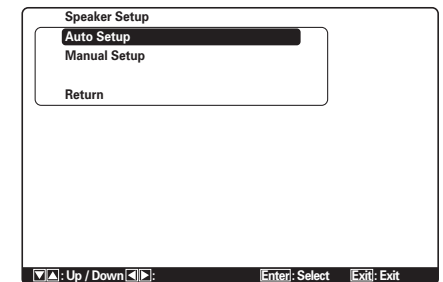 Speaker Setup
Auto Setup
Manual Setup
Return
▼▲: Up / Down ◀▶: Enter: Select Exit: Exit